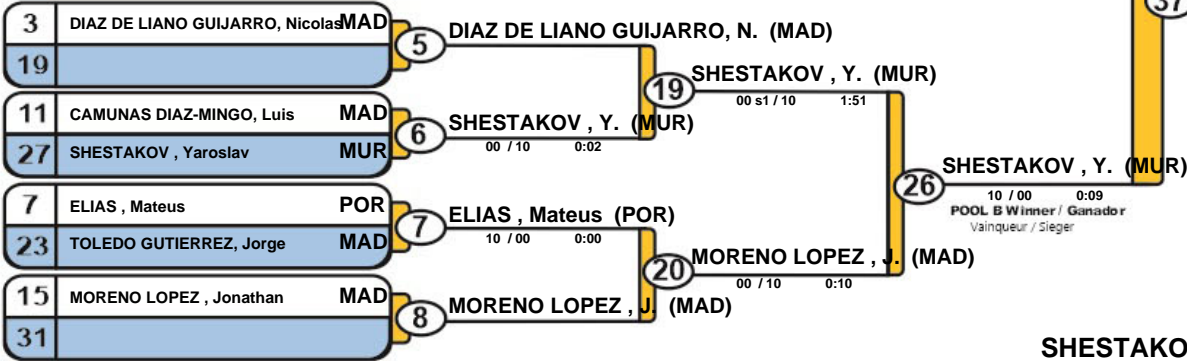 37
3 DIAZ DE LIANO GUIJARRO, Nicolas MAD
19
5 DIAZ DE LIANO GUIJARRO, N. (MAD)
11 CAMUNAS DIAZ-MINGO, Luis MAD
27 SHESTAKOV , Yaroslav MUR
6 SHESTAKOV , Y. (MUR)
00 / 10 0:02
19 SHESTAKOV , Y. (MUR)
00 s1 / 10 1:51
7 ELIAS , Mateus POR
23 TOLEDO GUTIERREZ, Jorge MAD
7 ELIAS , Mateus (POR)
10 / 00 0:00
15 MORENO LOPEZ , Jonathan MAD
31
8 MORENO LOPEZ , J. (MAD)
20 MORENO LOPEZ , J. (MAD)
00 / 10 0:10
26 SHESTAKOV , Y. (MUR)
10 / 00 0:09
POOL B Winner / Ganador
Vainqueur / Sieger
SHESTAKO